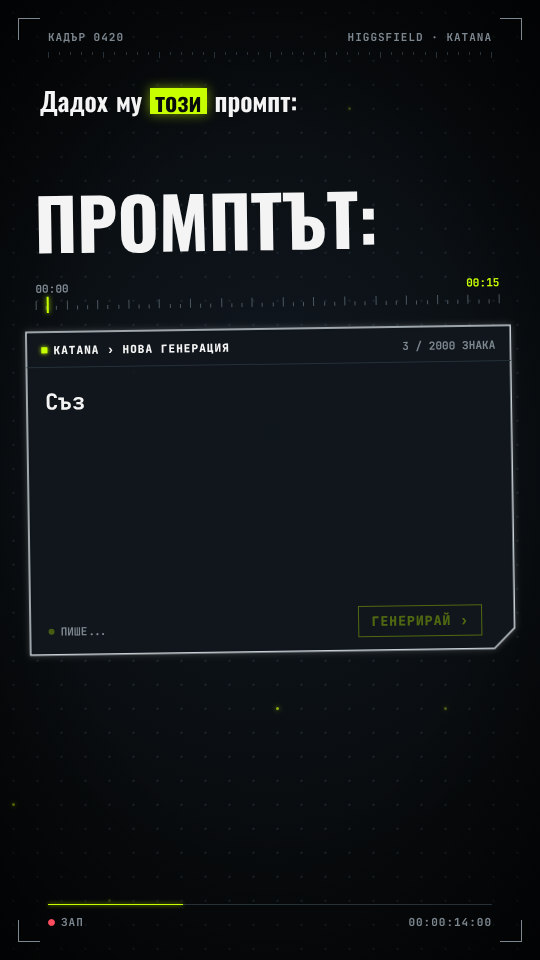 КАДЪР 0420
HIGGSFIELD · KATANA
Дадох му този промпт:
ПРОМПТЪТ:
00:00
00:15
KATANA › НОВА ГЕНЕРАЦИЯ
3 / 2000 ЗНАКА
Съз
ПИШЕ...
ГЕНЕРИРАЙ ›
ЗАП
00:00:14:00